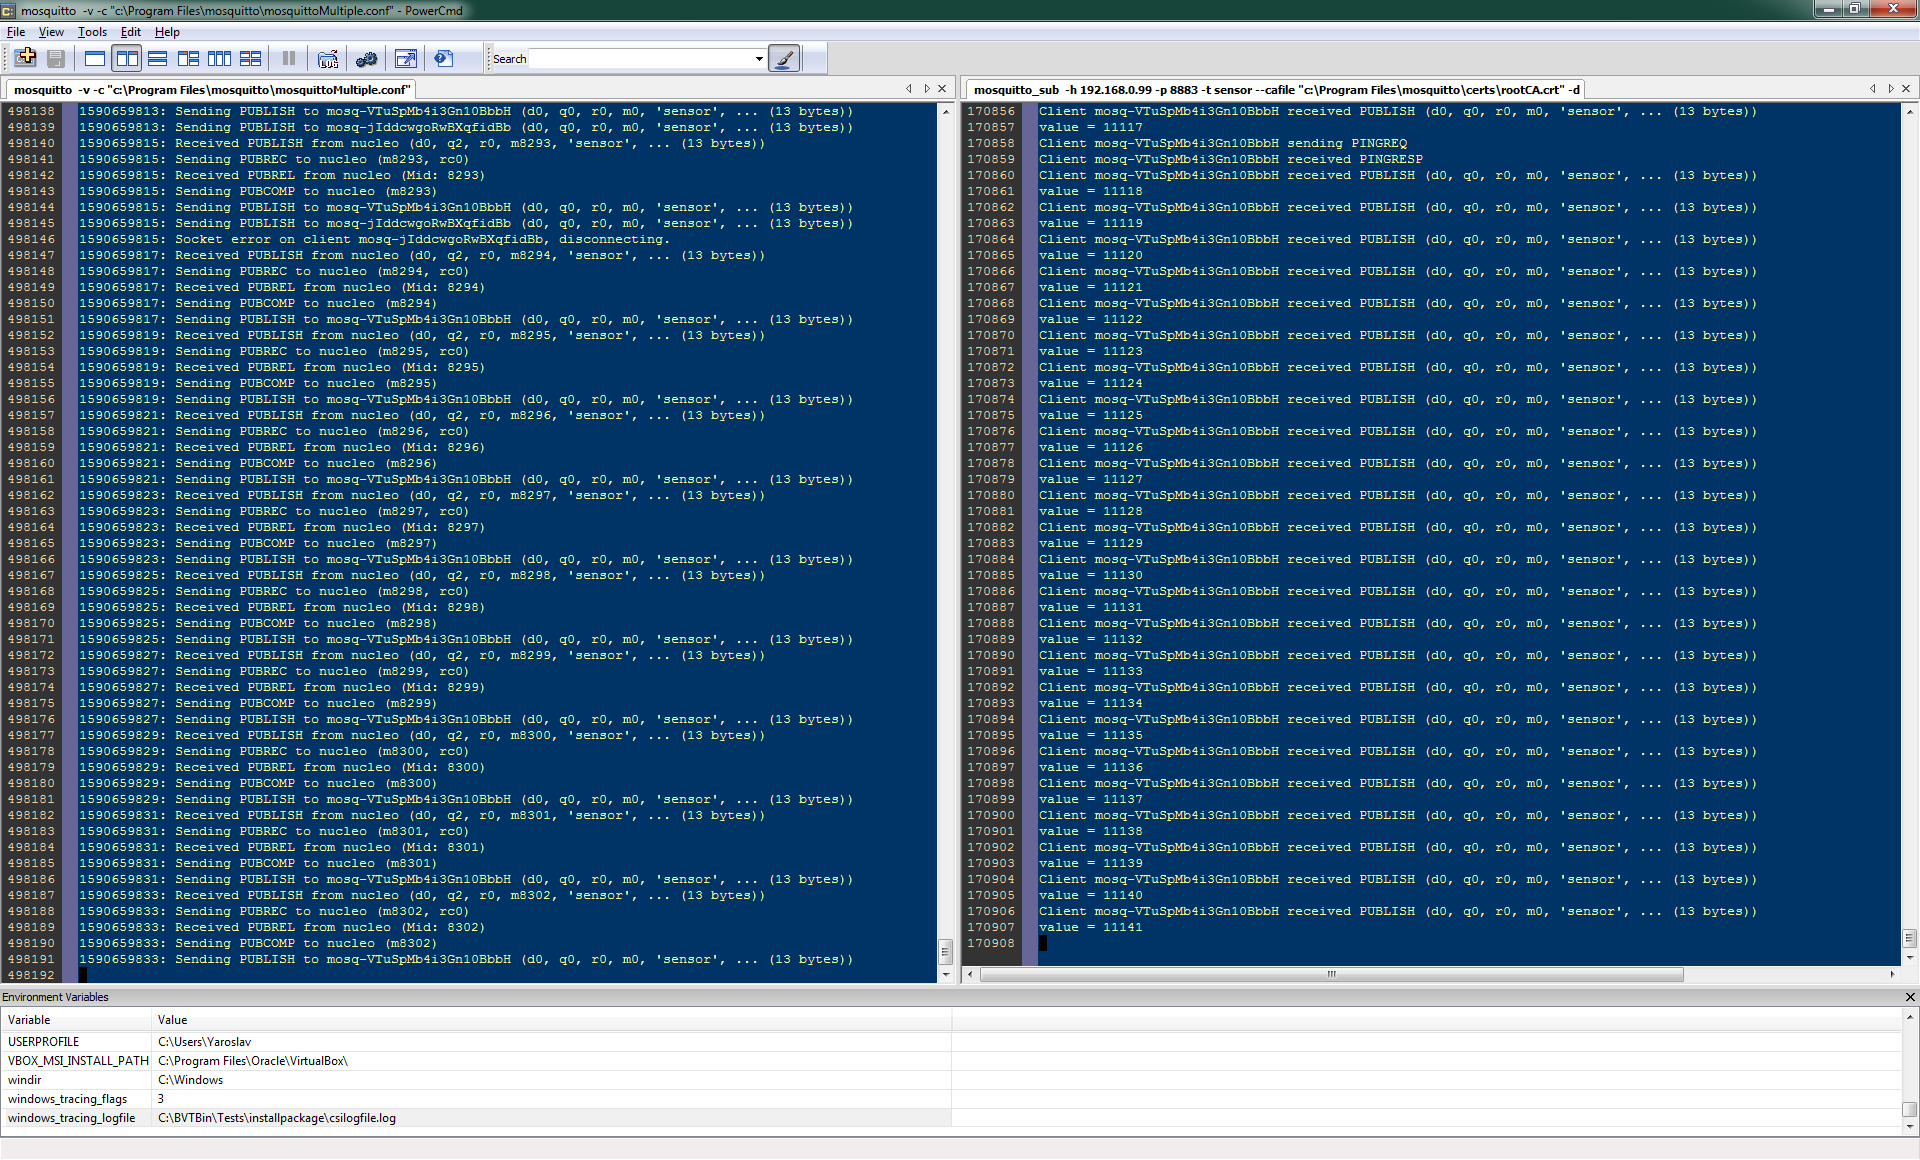 mosquitto -v -c "c:\Program Files\mosquitto\mosquittoMultiple.conf" - PowerCmd
File View Tools Edit Help
LOG
Search
mosquitto -v -c "c:\Program Files\mosquitto\mosquittoMultiple.conf"
498138 1590659813: Sending PUBLISH to mosq-VTuSpMb4i3Gn10BbbH (d0, q0, r0, m0, 'sensor', ... (13 bytes))
498139 1590659813: Sending PUBLISH to mosq-jIddcwgoRwBXqfidBb (d0, q0, r0, m0, 'sensor', ... (13 bytes))
498140 1590659815: Received PUBLISH from nucleo (d0, q2, r0, m8293, 'sensor', ... (13 bytes))
498141 1590659815: Sending PUBREC to nucleo (m8293, rc0)
498142 1590659815: Received PUBREL from nucleo (Mid: 8293)
498143 1590659815: Sending PUBCOMP to nucleo (m8293)
498144 1590659815: Sending PUBLISH to mosq-VTuSpMb4i3Gn10BbbH (d0, q0, r0, m0, 'sensor', ... (13 bytes))
498145 1590659815: Sending PUBLISH to mosq-jIddcwgoRwBXqfidBb (d0, q0, r0, m0, 'sensor', ... (13 bytes))
498146 1590659815: Socket error on client mosq-jIddcwgoRwBXqfidBb, disconnecting.
498147 1590659817: Received PUBLISH from nucleo (d0, q2, r0, m8294, 'sensor', ... (13 bytes))
498148 1590659817: Sending PUBREC to nucleo (m8294, rc0)
498149 1590659817: Received PUBREL from nucleo (Mid: 8294)
498150 1590659817: Sending PUBCOMP to nucleo (m8294)
498151 1590659817: Sending PUBLISH to mosq-VTuSpMb4i3Gn10BbbH (d0, q0, r0, m0, 'sensor', ... (13 bytes))
498152 1590659819: Received PUBLISH from nucleo (d0, q2, r0, m8295, 'sensor', ... (13 bytes))
498153 1590659819: Sending PUBREC to nucleo (m8295, rc0)
498154 1590659819: Received PUBREL from nucleo (Mid: 8295)
498155 1590659819: Sending PUBCOMP to nucleo (m8295)
498156 1590659819: Sending PUBLISH to mosq-VTuSpMb4i3Gn10BbbH (d0, q0, r0, m0, 'sensor', ... (13 bytes))
498157 1590659821: Received PUBLISH from nucleo (d0, q2, r0, m8296, 'sensor', ... (13 bytes))
498158 1590659821: Sending PUBREC to nucleo (m8296, rc0)
498159 1590659821: Received PUBREL from nucleo (Mid: 8296)
498160 1590659821: Sending PUBCOMP to nucleo (m8296)
498161 1590659821: Sending PUBLISH to mosq-VTuSpMb4i3Gn10BbbH (d0, q0, r0, m0, 'sensor', ... (13 bytes))
498162 1590659823: Received PUBLISH from nucleo (d0, q2, r0, m8297, 'sensor', ... (13 bytes))
498163 1590659823: Sending PUBREC to nucleo (m8297, rc0)
498164 1590659823: Received PUBREL from nucleo (Mid: 8297)
498165 1590659823: Sending PUBCOMP to nucleo (m8297)
498166 1590659823: Sending PUBLISH to mosq-VTuSpMb4i3Gn10BbbH (d0, q0, r0, m0, 'sensor', ... (13 bytes))
498167 1590659825: Received PUBLISH from nucleo (d0, q2, r0, m8298, 'sensor', ... (13 bytes))
498168 1590659825: Sending PUBREC to nucleo (m8298, rc0)
498169 1590659825: Received PUBREL from nucleo (Mid: 8298)
498170 1590659825: Sending PUBCOMP to nucleo (m8298)
498171 1590659825: Sending PUBLISH to mosq-VTuSpMb4i3Gn10BbbH (d0, q0, r0, m0, 'sensor', ... (13 bytes))
498172 1590659827: Received PUBLISH from nucleo (d0, q2, r0, m8299, 'sensor', ... (13 bytes))
498173 1590659827: Sending PUBREC to nucleo (m8299, rc0)
498174 1590659827: Received PUBREL from nucleo (Mid: 8299)
498175 1590659827: Sending PUBCOMP to nucleo (m8299)
498176 1590659827: Sending PUBLISH to mosq-VTuSpMb4i3Gn10BbbH (d0, q0, r0, m0, 'sensor', ... (13 bytes))
498177 1590659829: Received PUBLISH from nucleo (d0, q2, r0, m8300, 'sensor', ... (13 bytes))
498178 1590659829: Sending PUBREC to nucleo (m8300, rc0)
498179 1590659829: Received PUBREL from nucleo (Mid: 8300)
498180 1590659829: Sending PUBCOMP to nucleo (m8300)
498181 1590659829: Sending PUBLISH to mosq-VTuSpMb4i3Gn10BbbH (d0, q0, r0, m0, 'sensor', ... (13 bytes))
498182 1590659831: Received PUBLISH from nucleo (d0, q2, r0, m8301, 'sensor', ... (13 bytes))
498183 1590659831: Sending PUBREC to nucleo (m8301, rc0)
498184 1590659831: Received PUBREL from nucleo (Mid: 8301)
498185 1590659831: Sending PUBCOMP to nucleo (m8301)
498186 1590659831: Sending PUBLISH to mosq-VTuSpMb4i3Gn10BbbH (d0, q0, r0, m0, 'sensor', ... (13 bytes))
498187 1590659833: Received PUBLISH from nucleo (d0, q2, r0, m8302, 'sensor', ... (13 bytes))
498188 1590659833: Sending PUBREC to nucleo (m8302, rc0)
498189 1590659833: Received PUBREL from nucleo (Mid: 8302)
498190 1590659833: Sending PUBCOMP to nucleo (m8302)
498191 1590659833: Sending PUBLISH to mosq-VTuSpMb4i3Gn10BbbH (d0, q0, r0, m0, 'sensor', ... (13 bytes))
498192
mosquitto_sub -h 192.168.0.99 -p 8883 -t sensor --cafile "c:\Program Files\mosquitto\certs\rootCA.crt" -d
170856 Client mosq-VTuSpMb4i3Gn10BbbH received PUBLISH (d0, q0, r0, m0, 'sensor', ... (13 bytes))
170857 value = 11117
170858 Client mosq-VTuSpMb4i3Gn10BbbH sending PINGREQ
170859 Client mosq-VTuSpMb4i3Gn10BbbH received PINGRESP
170860 Client mosq-VTuSpMb4i3Gn10BbbH received PUBLISH (d0, q0, r0, m0, 'sensor', ... (13 bytes))
170861 value = 11118
170862 Client mosq-VTuSpMb4i3Gn10BbbH received PUBLISH (d0, q0, r0, m0, 'sensor', ... (13 bytes))
170863 value = 11119
170864 Client mosq-VTuSpMb4i3Gn10BbbH received PUBLISH (d0, q0, r0, m0, 'sensor', ... (13 bytes))
170865 value = 11120
170866 Client mosq-VTuSpMb4i3Gn10BbbH received PUBLISH (d0, q0, r0, m0, 'sensor', ... (13 bytes))
170867 value = 11121
170868 Client mosq-VTuSpMb4i3Gn10BbbH received PUBLISH (d0, q0, r0, m0, 'sensor', ... (13 bytes))
170869 value = 11122
170870 Client mosq-VTuSpMb4i3Gn10BbbH received PUBLISH (d0, q0, r0, m0, 'sensor', ... (13 bytes))
170871 value = 11123
170872 Client mosq-VTuSpMb4i3Gn10BbbH received PUBLISH (d0, q0, r0, m0, 'sensor', ... (13 bytes))
170873 value = 11124
170874 Client mosq-VTuSpMb4i3Gn10BbbH received PUBLISH (d0, q0, r0, m0, 'sensor', ... (13 bytes))
170875 value = 11125
170876 Client mosq-VTuSpMb4i3Gn10BbbH received PUBLISH (d0, q0, r0, m0, 'sensor', ... (13 bytes))
170877 value = 11126
170878 Client mosq-VTuSpMb4i3Gn10BbbH received PUBLISH (d0, q0, r0, m0, 'sensor', ... (13 bytes))
170879 value = 11127
170880 Client mosq-VTuSpMb4i3Gn10BbbH received PUBLISH (d0, q0, r0, m0, 'sensor', ... (13 bytes))
170881 value = 11128
170882 Client mosq-VTuSpMb4i3Gn10BbbH received PUBLISH (d0, q0, r0, m0, 'sensor', ... (13 bytes))
170883 value = 11129
170884 Client mosq-VTuSpMb4i3Gn10BbbH received PUBLISH (d0, q0, r0, m0, 'sensor', ... (13 bytes))
170885 value = 11130
170886 Client mosq-VTuSpMb4i3Gn10BbbH received PUBLISH (d0, q0, r0, m0, 'sensor', ... (13 bytes))
170887 value = 11131
170888 Client mosq-VTuSpMb4i3Gn10BbbH received PUBLISH (d0, q0, r0, m0, 'sensor', ... (13 bytes))
170889 value = 11132
170890 Client mosq-VTuSpMb4i3Gn10BbbH received PUBLISH (d0, q0, r0, m0, 'sensor', ... (13 bytes))
170891 value = 11133
170892 Client mosq-VTuSpMb4i3Gn10BbbH received PUBLISH (d0, q0, r0, m0, 'sensor', ... (13 bytes))
170893 value = 11134
170894 Client mosq-VTuSpMb4i3Gn10BbbH received PUBLISH (d0, q0, r0, m0, 'sensor', ... (13 bytes))
170895 value = 11135
170896 Client mosq-VTuSpMb4i3Gn10BbbH received PUBLISH (d0, q0, r0, m0, 'sensor', ... (13 bytes))
170897 value = 11136
170898 Client mosq-VTuSpMb4i3Gn10BbbH received PUBLISH (d0, q0, r0, m0, 'sensor', ... (13 bytes))
170899 value = 11137
170900 Client mosq-VTuSpMb4i3Gn10BbbH received PUBLISH (d0, q0, r0, m0, 'sensor', ... (13 bytes))
170901 value = 11138
170902 Client mosq-VTuSpMb4i3Gn10BbbH received PUBLISH (d0, q0, r0, m0, 'sensor', ... (13 bytes))
170903 value = 11139
170904 Client mosq-VTuSpMb4i3Gn10BbbH received PUBLISH (d0, q0, r0, m0, 'sensor', ... (13 bytes))
170905 value = 11140
170906 Client mosq-VTuSpMb4i3Gn10BbbH received PUBLISH (d0, q0, r0, m0, 'sensor', ... (13 bytes))
170907 value = 11141
170908
Environment Variables
Variable Value
USERPROFILE C:\Users\Yaroslav
VBOX_MSI_INSTALL_PATH C:\Program Files\Oracle\VirtualBox\
windir C:\Windows
windows_tracing_flags 3
windows_tracing_logfile C:\BVTBin\Tests\installpackage\csilogfile.log